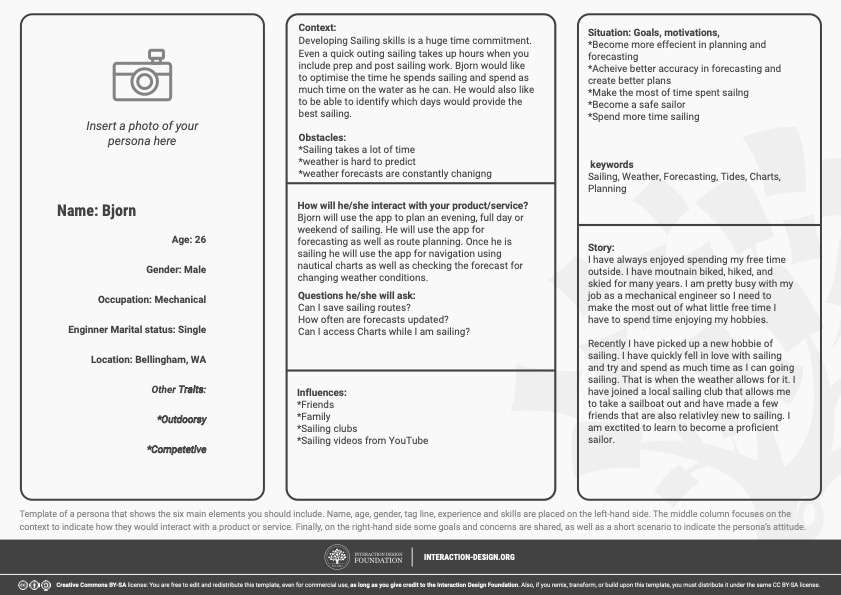 Insert a photo of your
persona here
Name: Bjorn
Age: 26
Gender: Male
Occupation: Mechanical
Enginner Marital status: Single
Location: Bellingham, WA
Other Traits:
*Outdoorsy
*Competetive
Context:
Developing Sailing skills is a huge time commitment.
Even a quick outing sailing takes up hours when you
include prep and post sailing work. Bjorn would like
to optimise the time he spends sailing and spend as
much time on the water as he can. He would also like
to be able to identify which days would provide the
best sailing.
Obstacles:
*Sailing takes a lot of time
*weather is hard to predict
*weather forecasts are constantly chanigng
How will he/she interact with your product/service?
Bjorn will use the app to plan an evening, full day or
weekend of sailing. He will use the app for
forecasting as well as route planning. Once he is
sailing he will use the app for navigation using
nautical charts as well as checking the forecast for
changing weather conditions.
Questions he/she will ask:
Can I save sailing routes?
How often are forecasts updated?
Can I access Charts while I am sailing?
Influences:
*Friends
*Family
*Sailing clubs
*Sailing videos from YouTube
Situation: Goals, motivations,
*Become more effecient in planning and
forecasting
*Acheive better accuracy in forecasting and
create better plans
*Make the most of time spent sailng
*Become a safe sailor
*Spend more time sailing
keywords
Sailing, Weather, Forecasting, Tides, Charts,
Planning
Story:
I have always enjoyed spending my free time
outside. I have moutnain biked, hiked, and
skied for many years. I am pretty busy with my
job as a mechanical engineer so I need to
make the most out of what little free time I
have to spend time enjoying my hobbies.
Recently I have picked up a new hobbie of
sailing. I have quickly fell in love with sailing
and try and spend as much time as I can going
sailing. That is when the weather allows for it. I
have joined a local sailing club that allows me
to take a sailboat out and have made a few
friends that are also relativley new to sailing. I
am exctited to learn to become a proficient
sailor.
Template of a persona that shows the six main elements you should include. Name, age, gender, tag line, experience and skills are placed on the left-hand side. The middle column focuses on the
context to indicate how they would interact with a product or service. Finally, on the right-hand side some goals and concerns are shared, as well as a short scenario to indicate the persona's attitude.
INTERACTION DESIGN
FOUNDATION
INTERACTION-DESIGN.ORG
Creative Commons BY-SA license: You are free to edit and redistribute this template, even for commercial use, as long as you give credit to the Interaction Design Foundation. Also, if you remix, transform, or build upon this template, you must distribute it under the same CC BY-SA license.